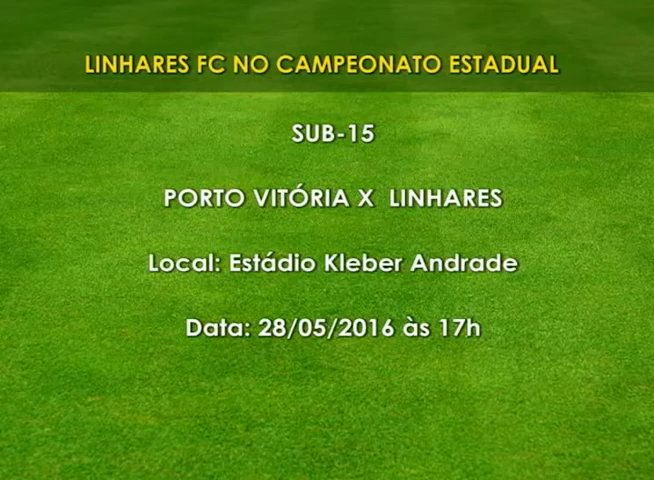 LINHARES FC NO CAMPEONATO ESTADUAL
SUB-15
PORTO VITÓRIA X LINHARES
Local: Estádio Kleber Andrade
Data: 28/05/2016 às 17h